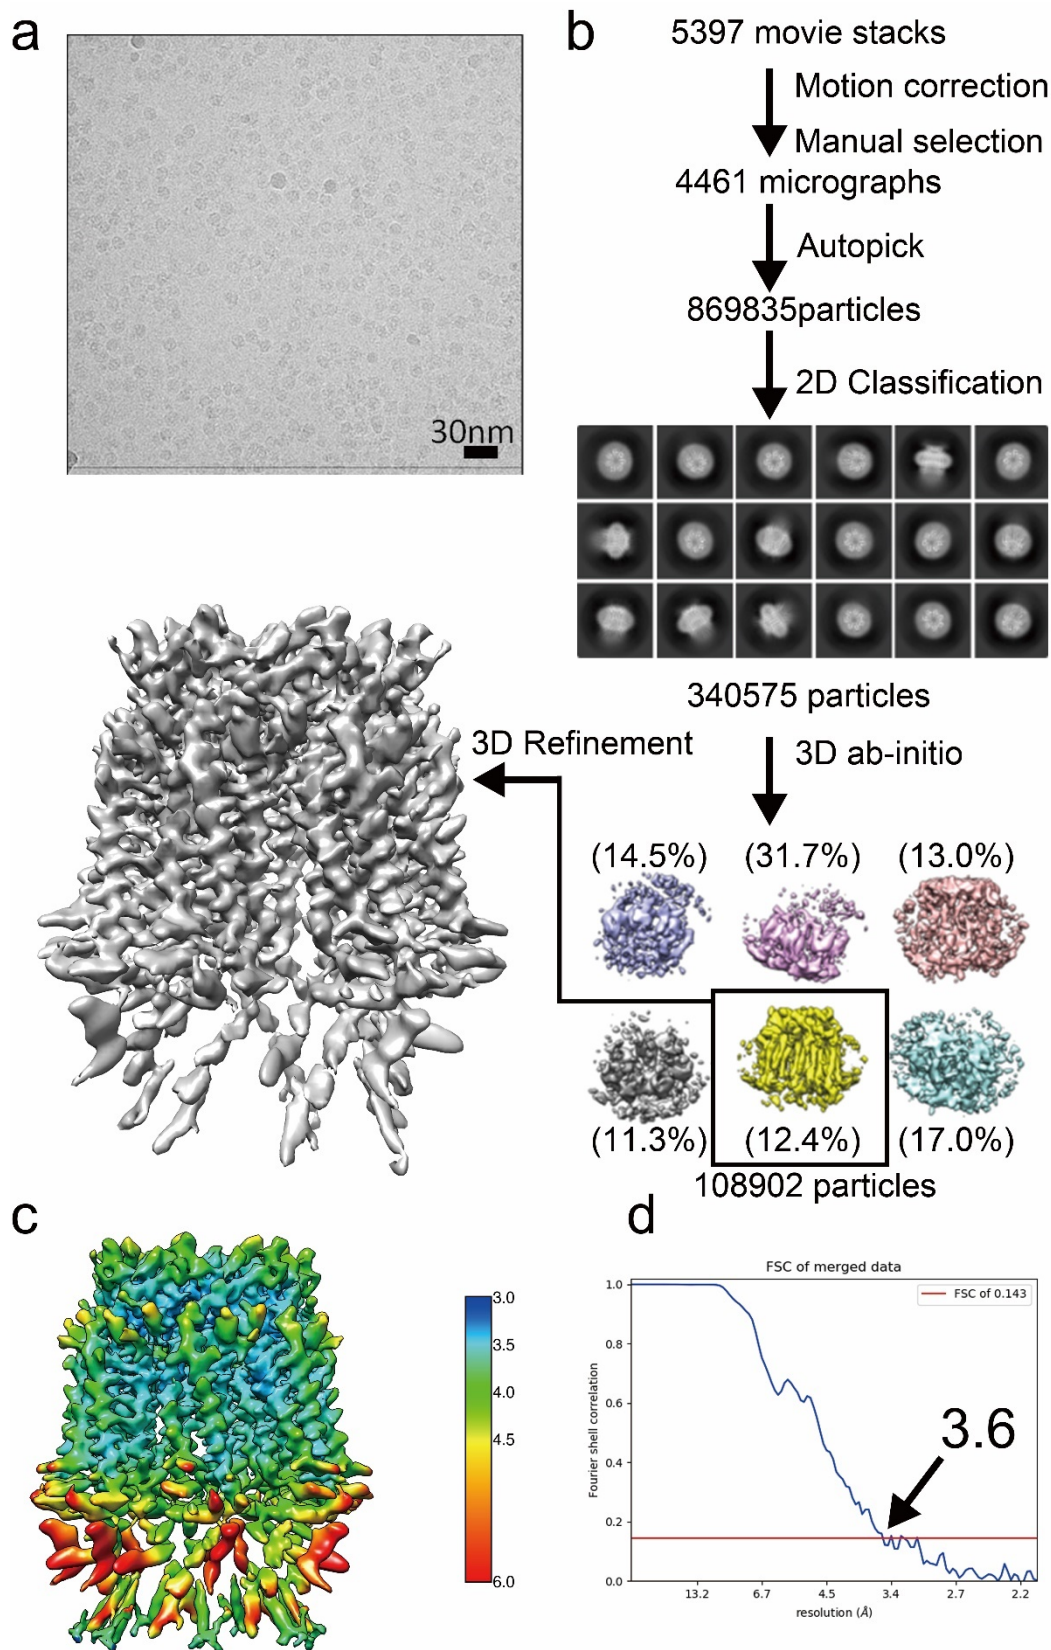 a
30nm
b
5397 movie stacks
Motion correction
Manual selection
4461 micrographs
Autopick
869835particles
2D Classification
340575 particles
3D ab-initio
3D Refinement
(14.5%) (31.7%) (13.0%)
(11.3%) (12.4%) (17.0%)
108902 particles
c
3.0
3.5
4.0
4.5
6.0
d
FSC of merged data
FSC of 0.143
3.6
Fourier shell correlation
1.0
0.8
0.6
0.4
0.2
0.0
13.2 6.7 4.5 3.4 2.7 2.2
resolution (Å)